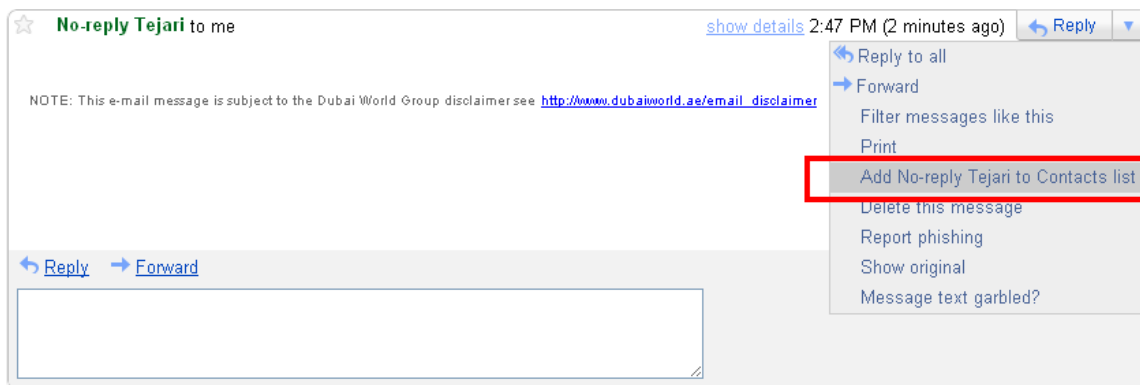 No-reply Tejari to me show details 2:47 PM (2 minutes ago) Reply
Reply to all
Forward
NOTE: This e-mail message is subject to the Dubai World Group disclaimer see http://www.dubaiworld.ae/email_disclaimer
Filter messages like this
Print
Add No-reply Tejari to Contacts list
Delete this message
Report phishing
Show original
Message text garbled?
Reply Forward